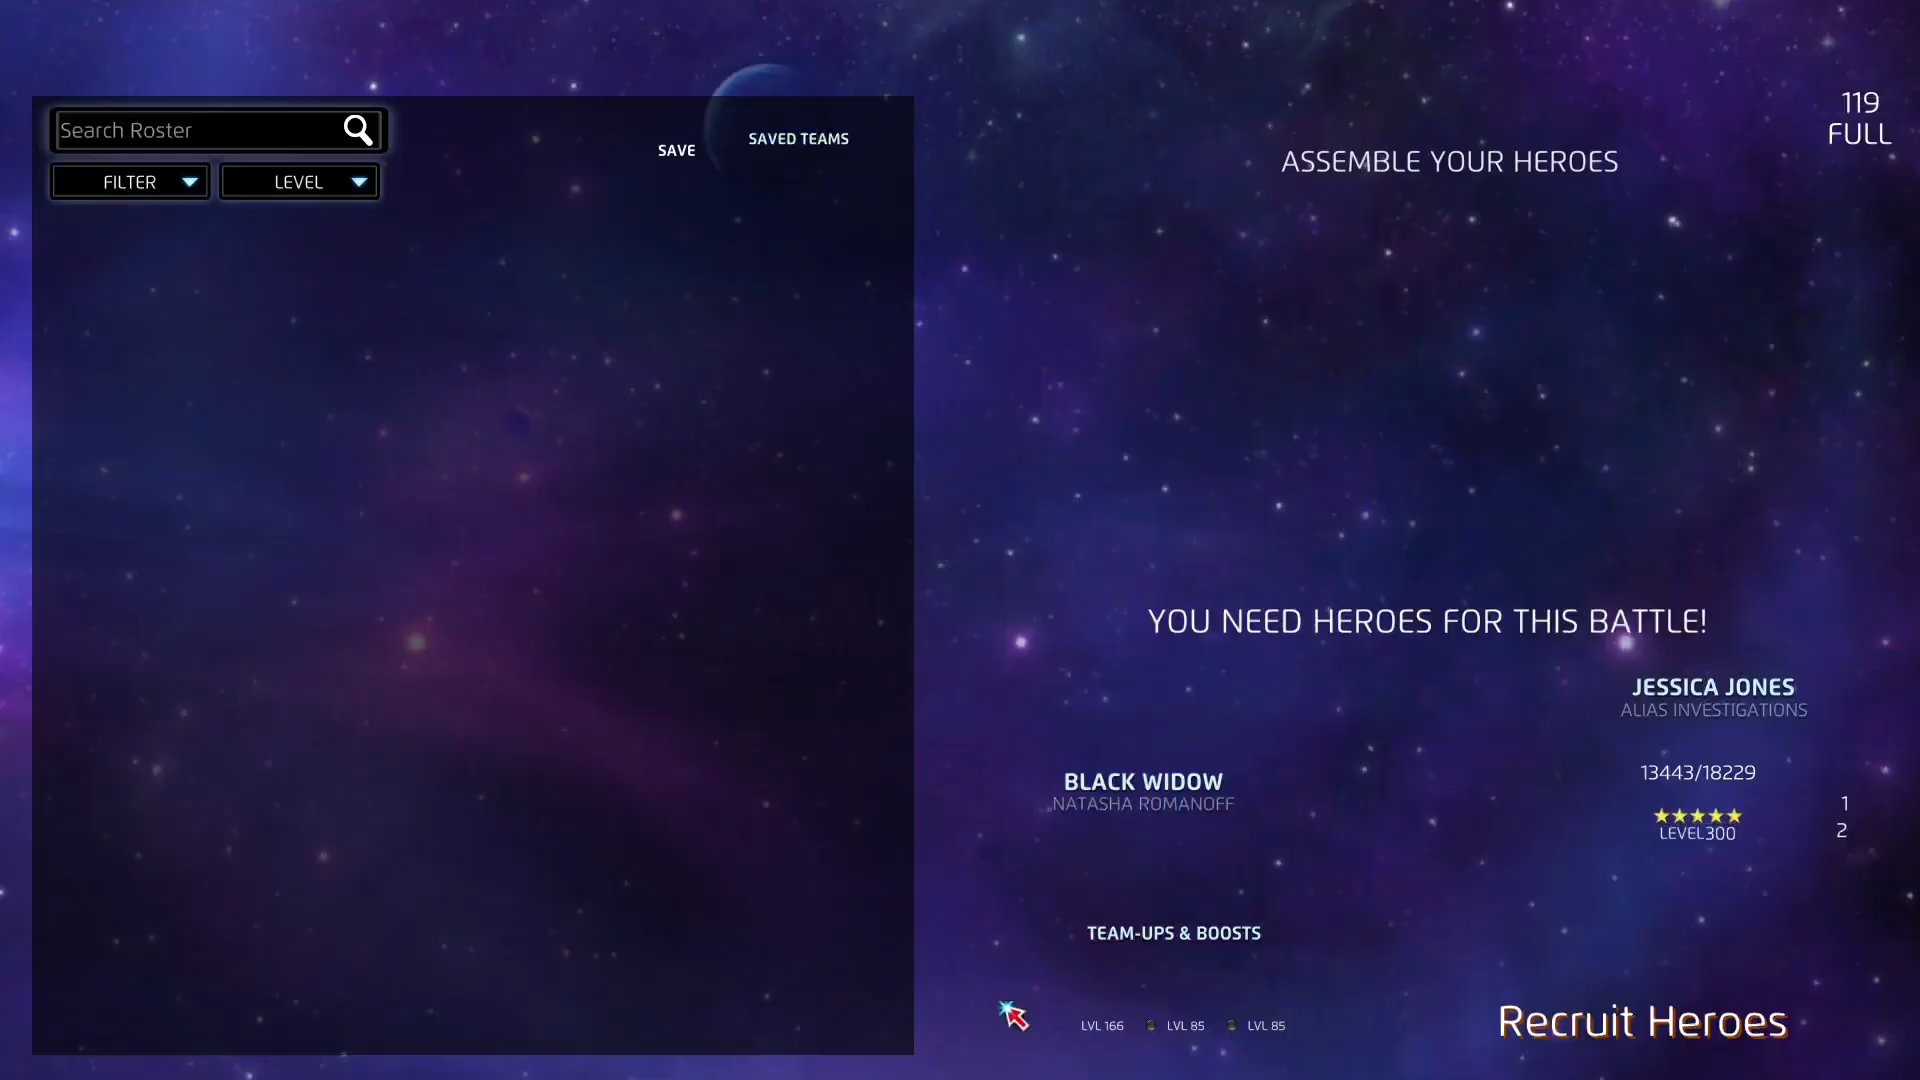 Search Roster
FILTER
LEVEL
SAVE
SAVED TEAMS
ASSEMBLE YOUR HEROES
119
FULL
YOU NEED HEROES FOR THIS BATTLE!
JESSICA JONES
ALIAS INVESTIGATIONS
13443/18229
★★★★★
LEVEL 300
1
2
BLACK WIDOW
NATASHA ROMANOFF
TEAM-UPS & BOOSTS
LVL 166
LVL 85
LVL 85
Recruit Heroes